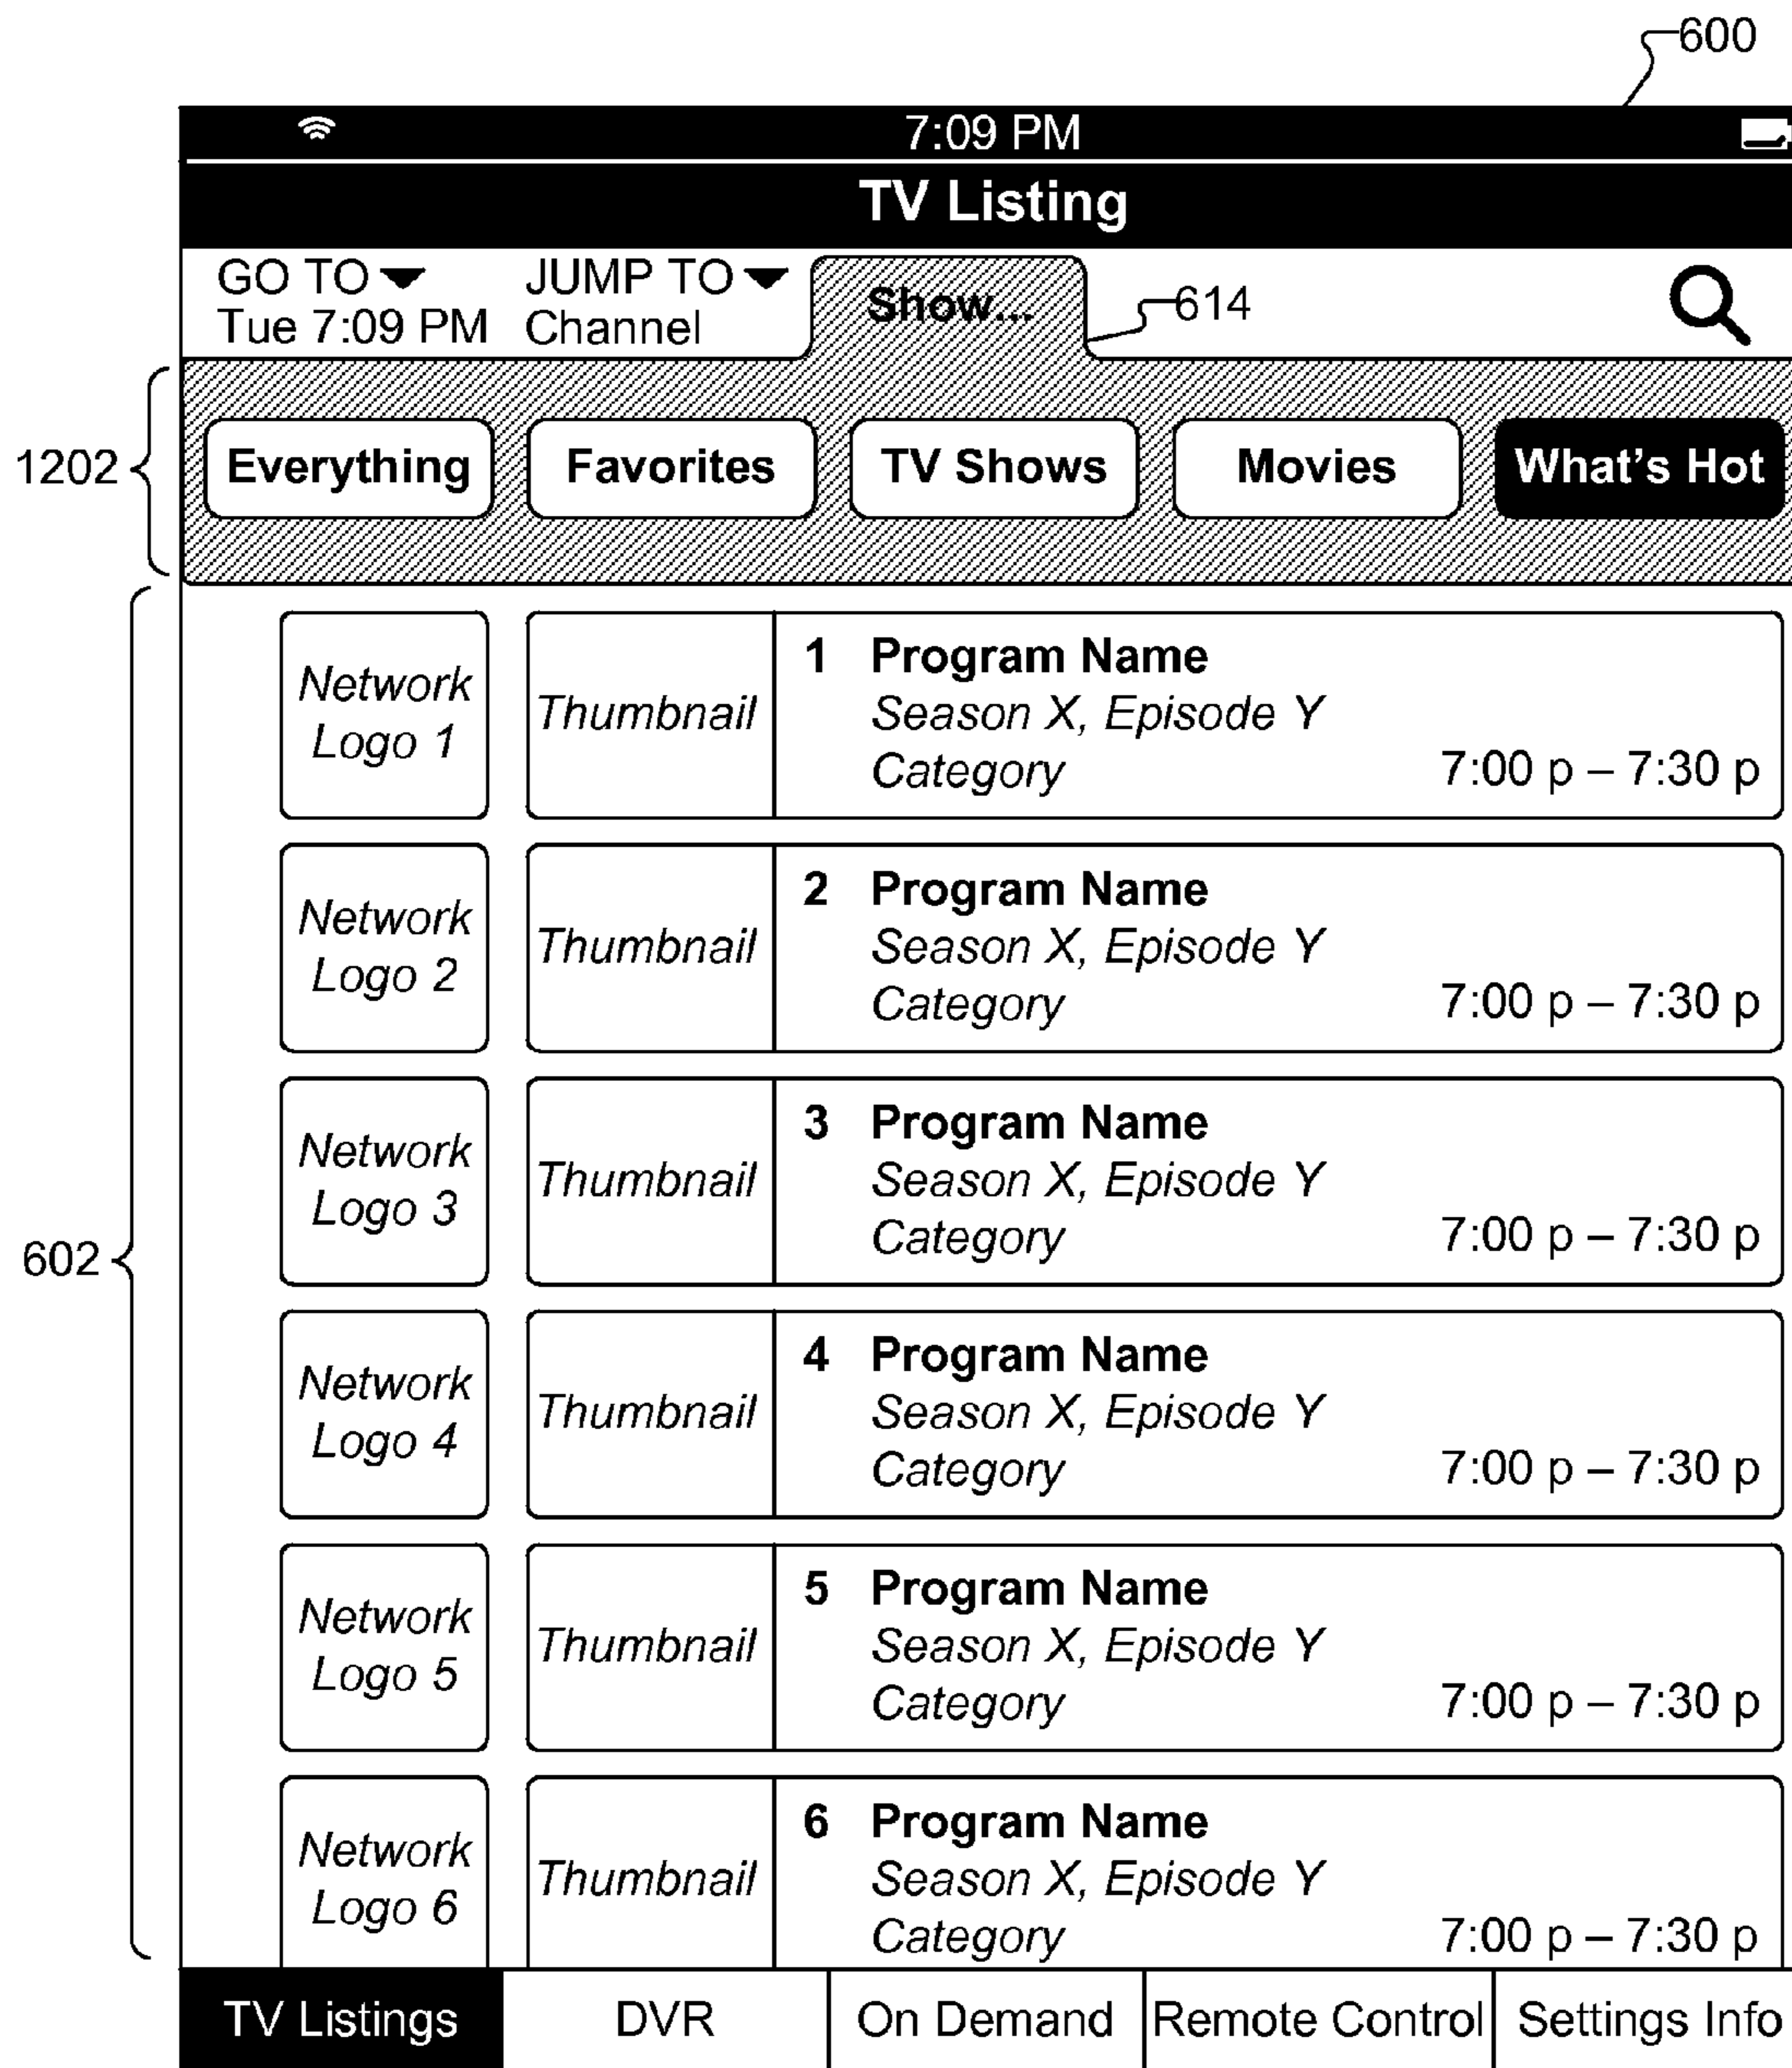 600
7:09 PM
TV Listing
GO TO
Tue 7:09 PM
JUMP TO
Channel
Show...
614
1202
Everything
Favorites
TV Shows
Movies
What's Hot
602
Network
Logo 1
Thumbnail
1 Program Name
Season X, Episode Y
Category
7:00 p – 7:30 p
Network
Logo 2
Thumbnail
2 Program Name
Season X, Episode Y
Category
7:00 p – 7:30 p
Network
Logo 3
Thumbnail
3 Program Name
Season X, Episode Y
Category
7:00 p – 7:30 p
Network
Logo 4
Thumbnail
4 Program Name
Season X, Episode Y
Category
7:00 p – 7:30 p
Network
Logo 5
Thumbnail
5 Program Name
Season X, Episode Y
Category
7:00 p – 7:30 p
Network
Logo 6
Thumbnail
6 Program Name
Season X, Episode Y
Category
7:00 p – 7:30 p
TV Listings
DVR
On Demand
Remote Control
Settings Info